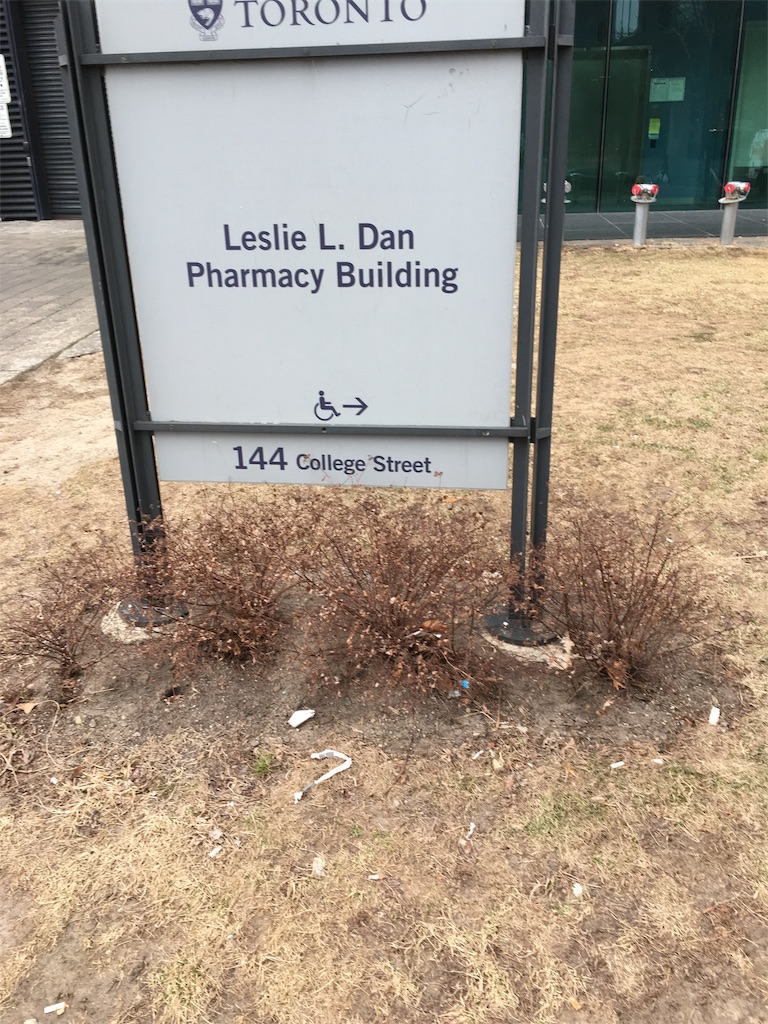 TORONTO
Leslie L. Dan
Pharmacy Building
144 College Street